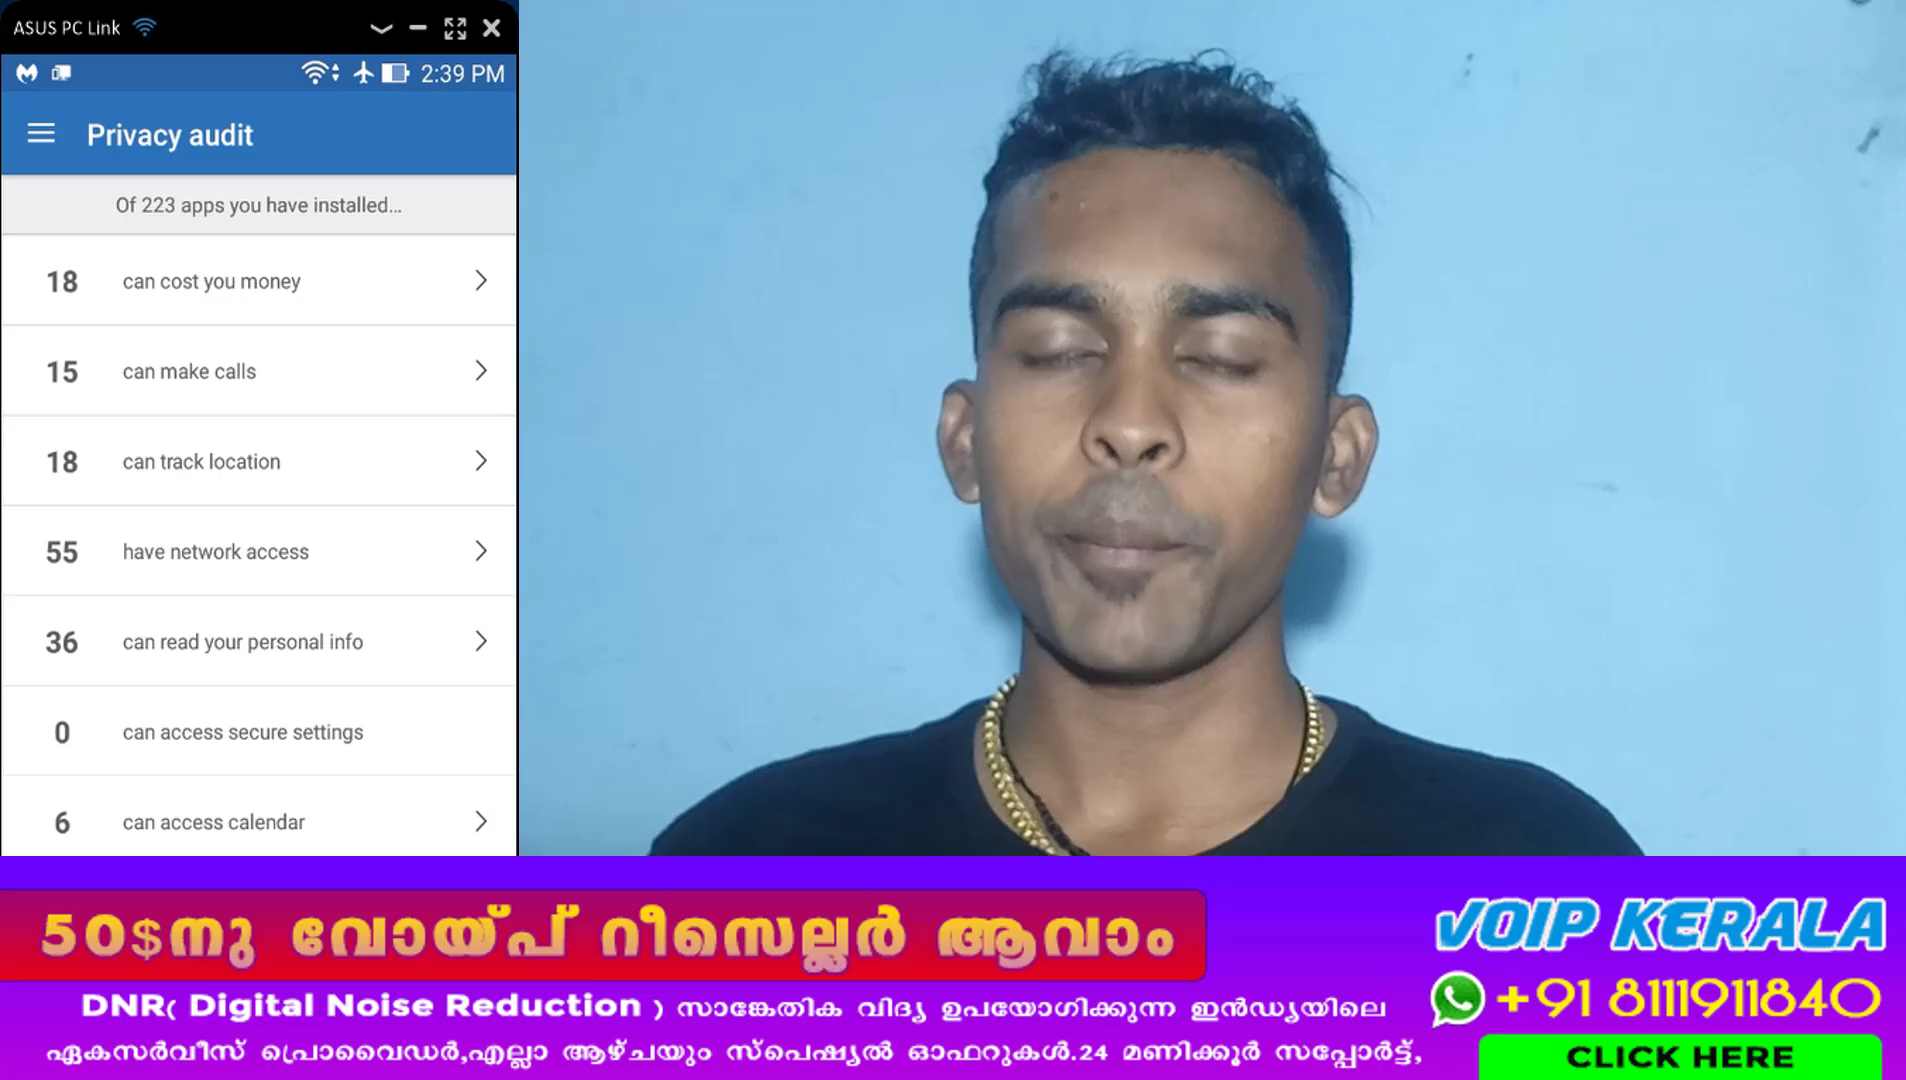 ASUS PC Link
2:39 PM
Privacy audit
Of 223 apps you have installed...
18 can cost you money
15 can make calls
18 can track location
55 have network access
36 can read your personal info
0 can access secure settings
6 can access calendar
50$നു വോയ്പ് റീസെല്ലർ ആവാം
VOIP KERALA
DNR( Digital Noise Reduction ) സാങ്കേതിക വിദ്യ ഉപയോഗിക്കുന്ന ഇൻഡ്യയിലെ
+91 8111911840
ഏകസർവീസ് പ്രൊവൈഡർ,എല്ലാ ആഴ്ചയും സ്പെഷ്യൽ ഓഫറുകൾ.24 മണിക്കൂർ സപ്പോർട്ട്,
CLICK HERE